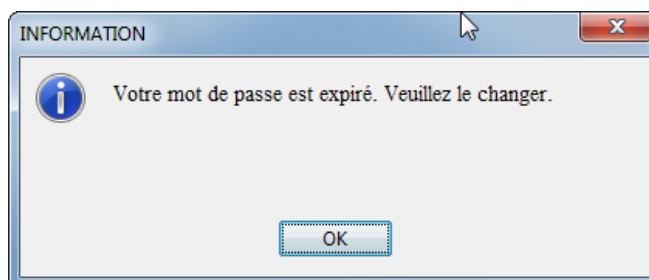 INFORMATION
Votre mot de passe est expiré. Veuillez le changer.
OK